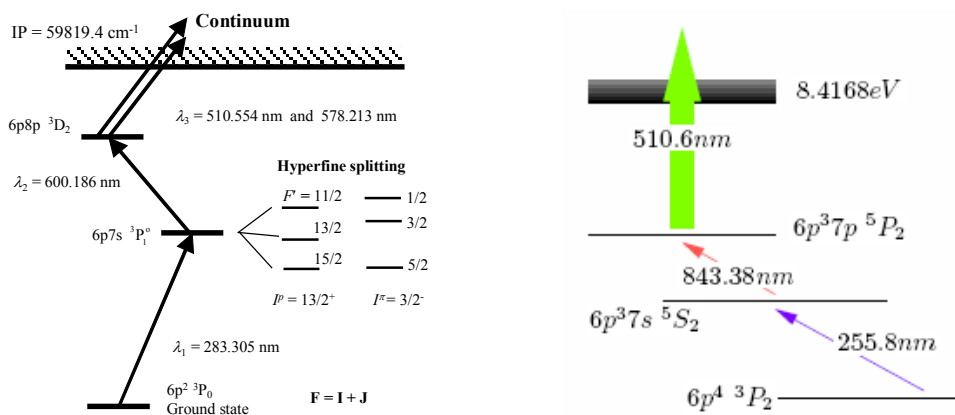 IP = 59819.4 cm⁻¹
Continuum
λ₃ = 510.554 nm and 578.213 nm
6p8p ³D₂
λ₂ = 600.186 nm
Hyperfine splitting
F' = 11/2
1/2
3/2
6p7s ³P₁°
13/2
15/2
5/2
Iᵖ = 13/2⁺
I^π = 3/2⁻
λ₁ = 283.305 nm
6p² ³P₀
Ground state
F = I + J
8.4168eV
510.6nm
6p³7p ⁵P₂
843.38nm
6p³7s ⁵S₂
255.8nm
6p⁴ ³P₂